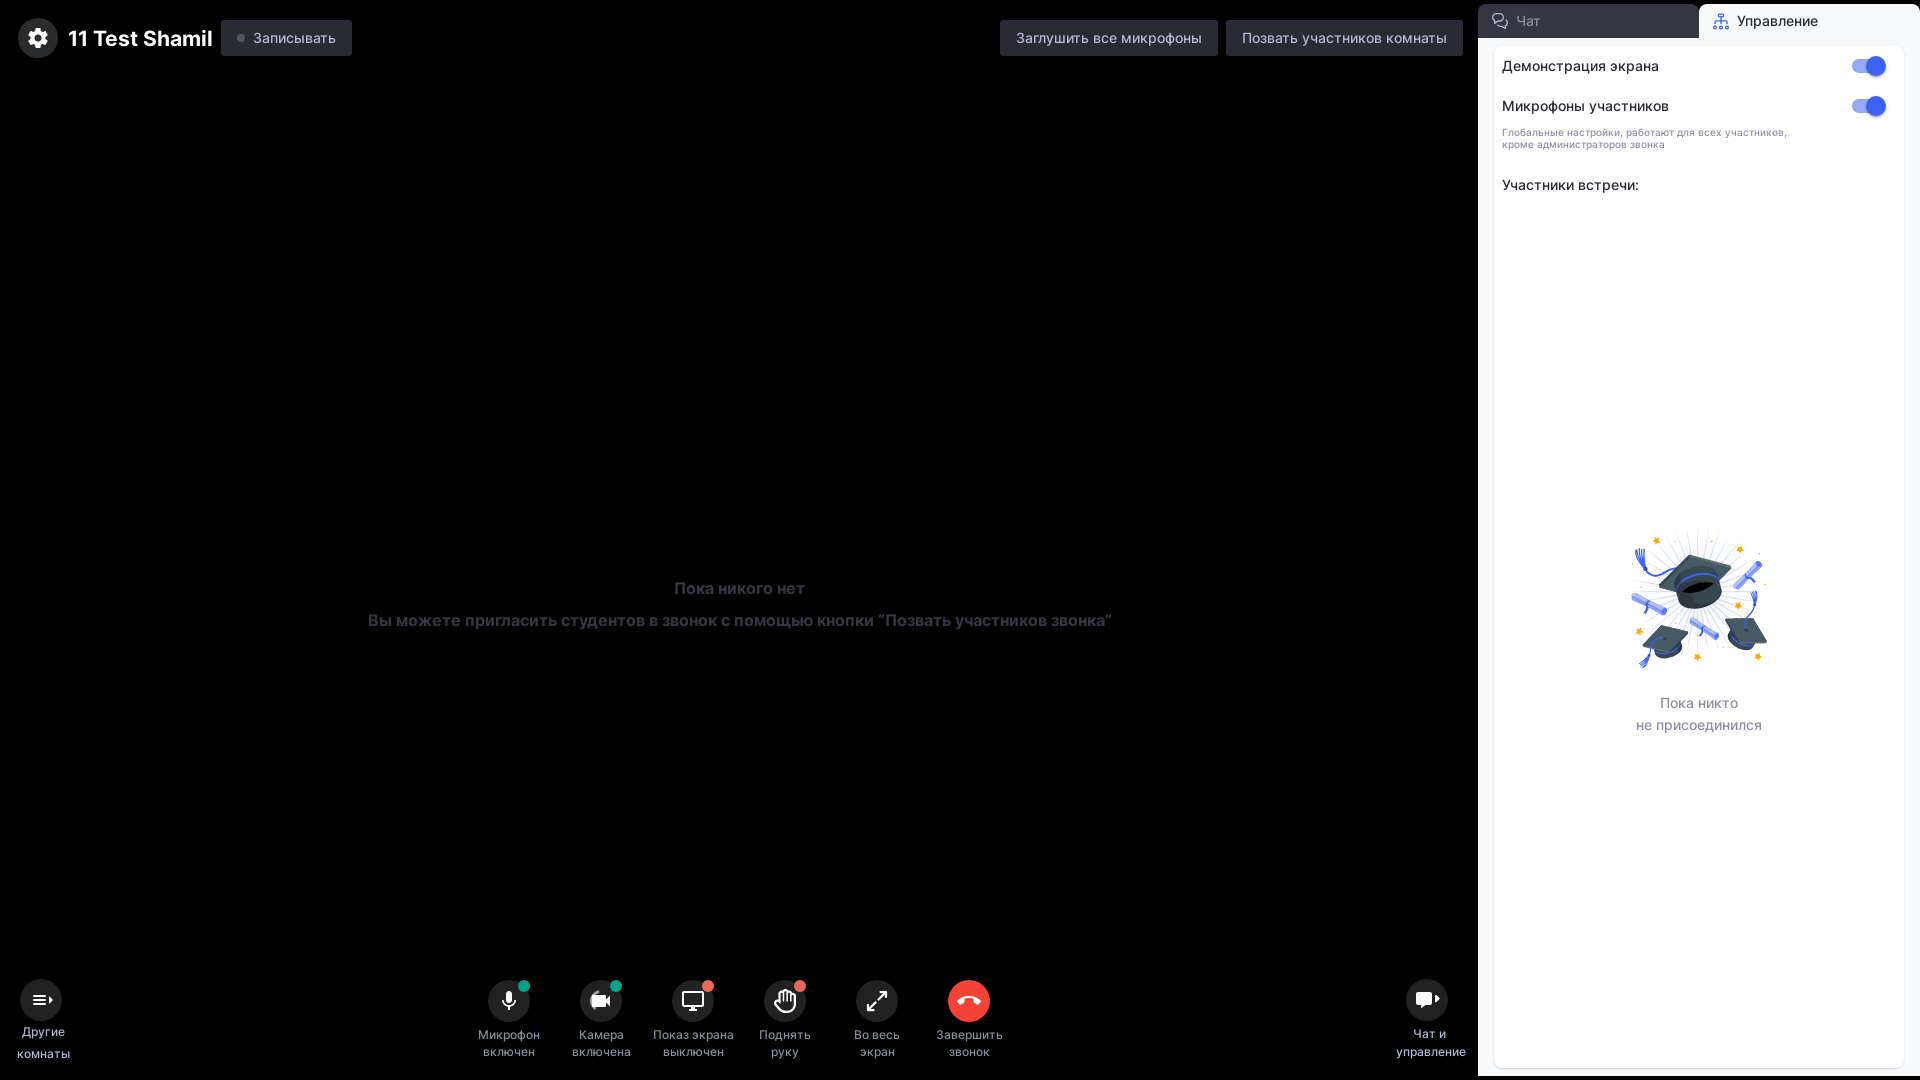 11 Test Shamil
Записывать
Заглушить все микрофоны
Позвать участников комнаты
Чат
Управление
Демонстрация экрана
Микрофоны участников
Глобальные настройки, работают для всех участников,
кроме администраторов звонка
Участники встречи:
Пока никого нет
Вы можете пригласить студентов в звонок с помощью кнопки “Позвать участников звонка”
Пока никто
не присоединился
Другие
комнаты
Микрофон
включен
Камера
включена
Показ экрана
выключен
Поднять
руку
Во весь
экран
Завершить
звонок
Чат и
управление